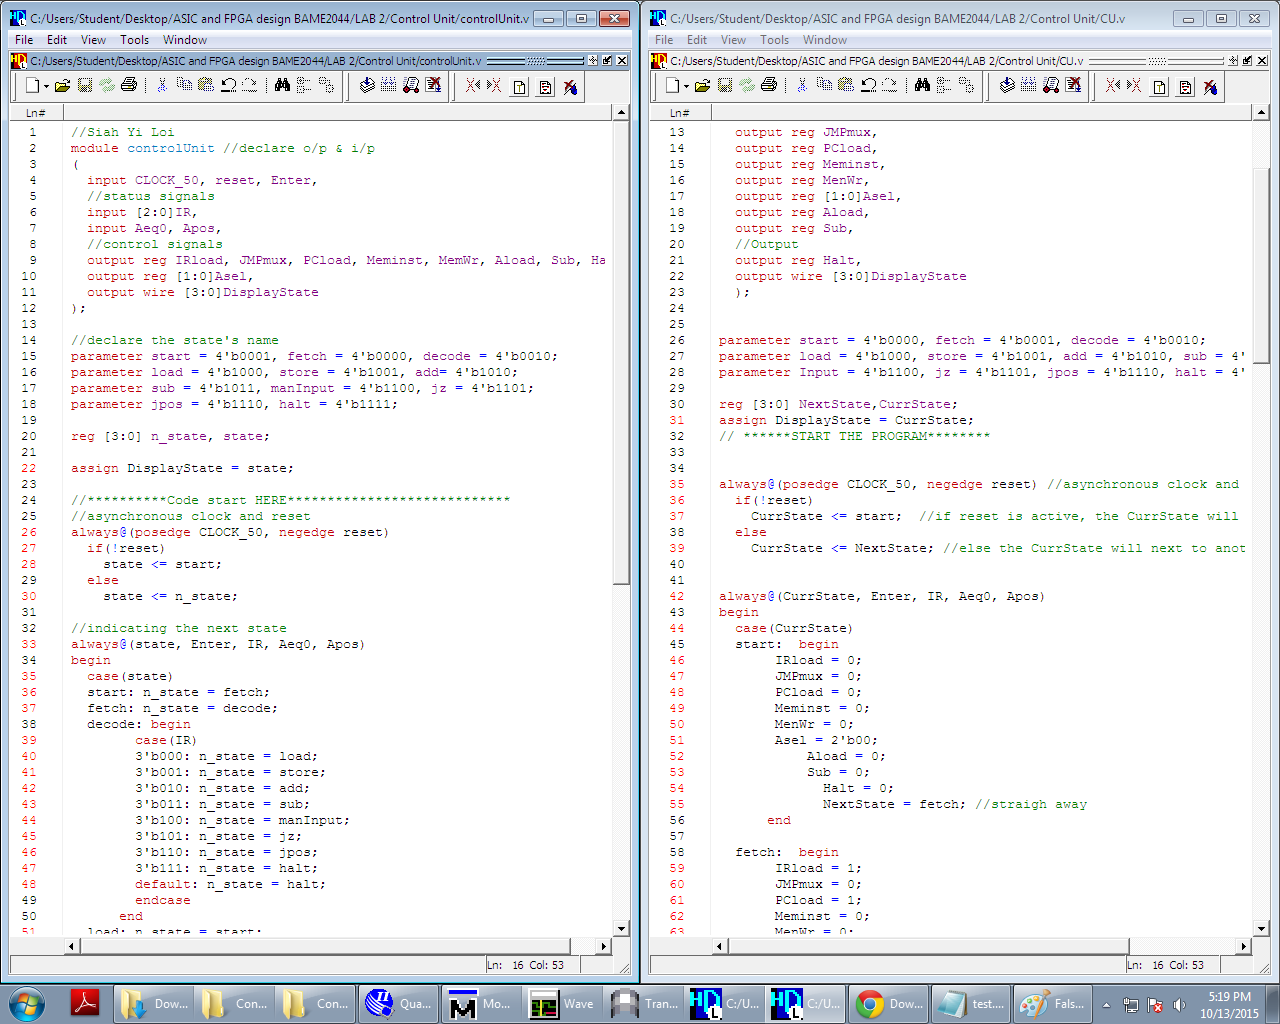 C:/Users/Student/Desktop/ASIC and FPGA design BAME2044/LAB 2/Control Unit/controlUnit.v
File Edit View Tools Window
C:/Users/Student/Desktop/ASIC and FPGA design BAME2044/LAB 2/Control Unit/controlUnit.v
Ln#
1 //Siah Yi Loi
2 module controlUnit //declare o/p & i/p
3 (
4 input CLOCK_50, reset, Enter,
5 //status signals
6 input [2:0]IR,
7 input Aeq0, Apos,
8 //control signals
9 output reg IRload, JMPmux, PCload, Meminst, MemWr, Aload, Sub, Ha
10 output reg [1:0]Asel,
11 output wire [3:0]DisplayState
12 );
13
14 //declare the state's name
15 parameter start = 4'b0001, fetch = 4'b0000, decode = 4'b0010;
16 parameter load = 4'b1000, store = 4'b1001, add= 4'b1010;
17 parameter sub = 4'b1011, manInput = 4'b1100, jz = 4'b1101;
18 parameter jpos = 4'b1110, halt = 4'b1111;
19
20 reg [3:0] n_state, state;
21
22 assign DisplayState = state;
23
24 //**********Code start HERE****************************
25 //asynchronous clock and reset
26 always@(posedge CLOCK_50, negedge reset)
27 if(!reset)
28 state <= start;
29 else
30 state <= n_state;
31
32 //indicating the next state
33 always@(state, Enter, IR, Aeq0, Apos)
34 begin
35 case(state)
36 start: n_state = fetch;
37 fetch: n_state = decode;
38 decode: begin
39 case(IR)
40 3'b000: n_state = load;
41 3'b001: n_state = store;
42 3'b010: n_state = add;
43 3'b011: n_state = sub;
44 3'b100: n_state = manInput;
45 3'b101: n_state = jz;
46 3'b110: n_state = jpos;
47 3'b111: n_state = halt;
48 default: n_state = halt;
49 endcase
50 end
51 load: n_state = start;
Ln: 16 Col: 53
C:/Users/Student/Desktop/ASIC and FPGA design BAME2044/LAB 2/Control Unit/CU.v
File Edit View Tools Window
C:/Users/Student/Desktop/ASIC and FPGA design BAME2044/LAB 2/Control Unit/CU.v
Ln#
13 output reg JMPmux,
14 output reg PCload,
15 output reg Meminst,
16 output reg MenWr,
17 output reg [1:0]Asel,
18 output reg Aload,
19 output reg Sub,
20 //Output
21 output reg Halt,
22 output wire [3:0]DisplayState
23 );
24
25
26 parameter start = 4'b0000, fetch = 4'b0001, decode = 4'b0010;
27 parameter load = 4'b1000, store = 4'b1001, add = 4'b1010, sub = 4'
28 parameter Input = 4'b1100, jz = 4'b1101, jpos = 4'b1110, halt = 4'
29
30 reg [3:0] NextState,CurrState;
31 assign DisplayState = CurrState;
32 // ******START THE PROGRAM********
33
34
35 always@(posedge CLOCK_50, negedge reset) //asynchronous clock and
36 if(!reset)
37 CurrState <= start; //if reset is active, the CurrState will
38 else
39 CurrState <= NextState; //else the CurrState will next to anot
40
41
42 always@(CurrState, Enter, IR, Aeq0, Apos)
43 begin
44 case(CurrState)
45 start: begin
46 IRload = 0;
47 JMPmux = 0;
48 PCload = 0;
49 Meminst = 0;
50 MenWr = 0;
51 Asel = 2'b00;
52 Aload = 0;
53 Sub = 0;
54 Halt = 0;
55 NextState = fetch; //straigh away
56 end
57
58 fetch: begin
59 IRload = 1;
60 JMPmux = 0;
61 PCload = 1;
62 Meminst = 0;
63 MenWr = 0;
Ln: 16 Col: 53
Dow... Con... Con... Qua... Mo... Wave Tran... C:/U... C:/U... Dow... test.... Fals...
5:19 PM
10/13/2015